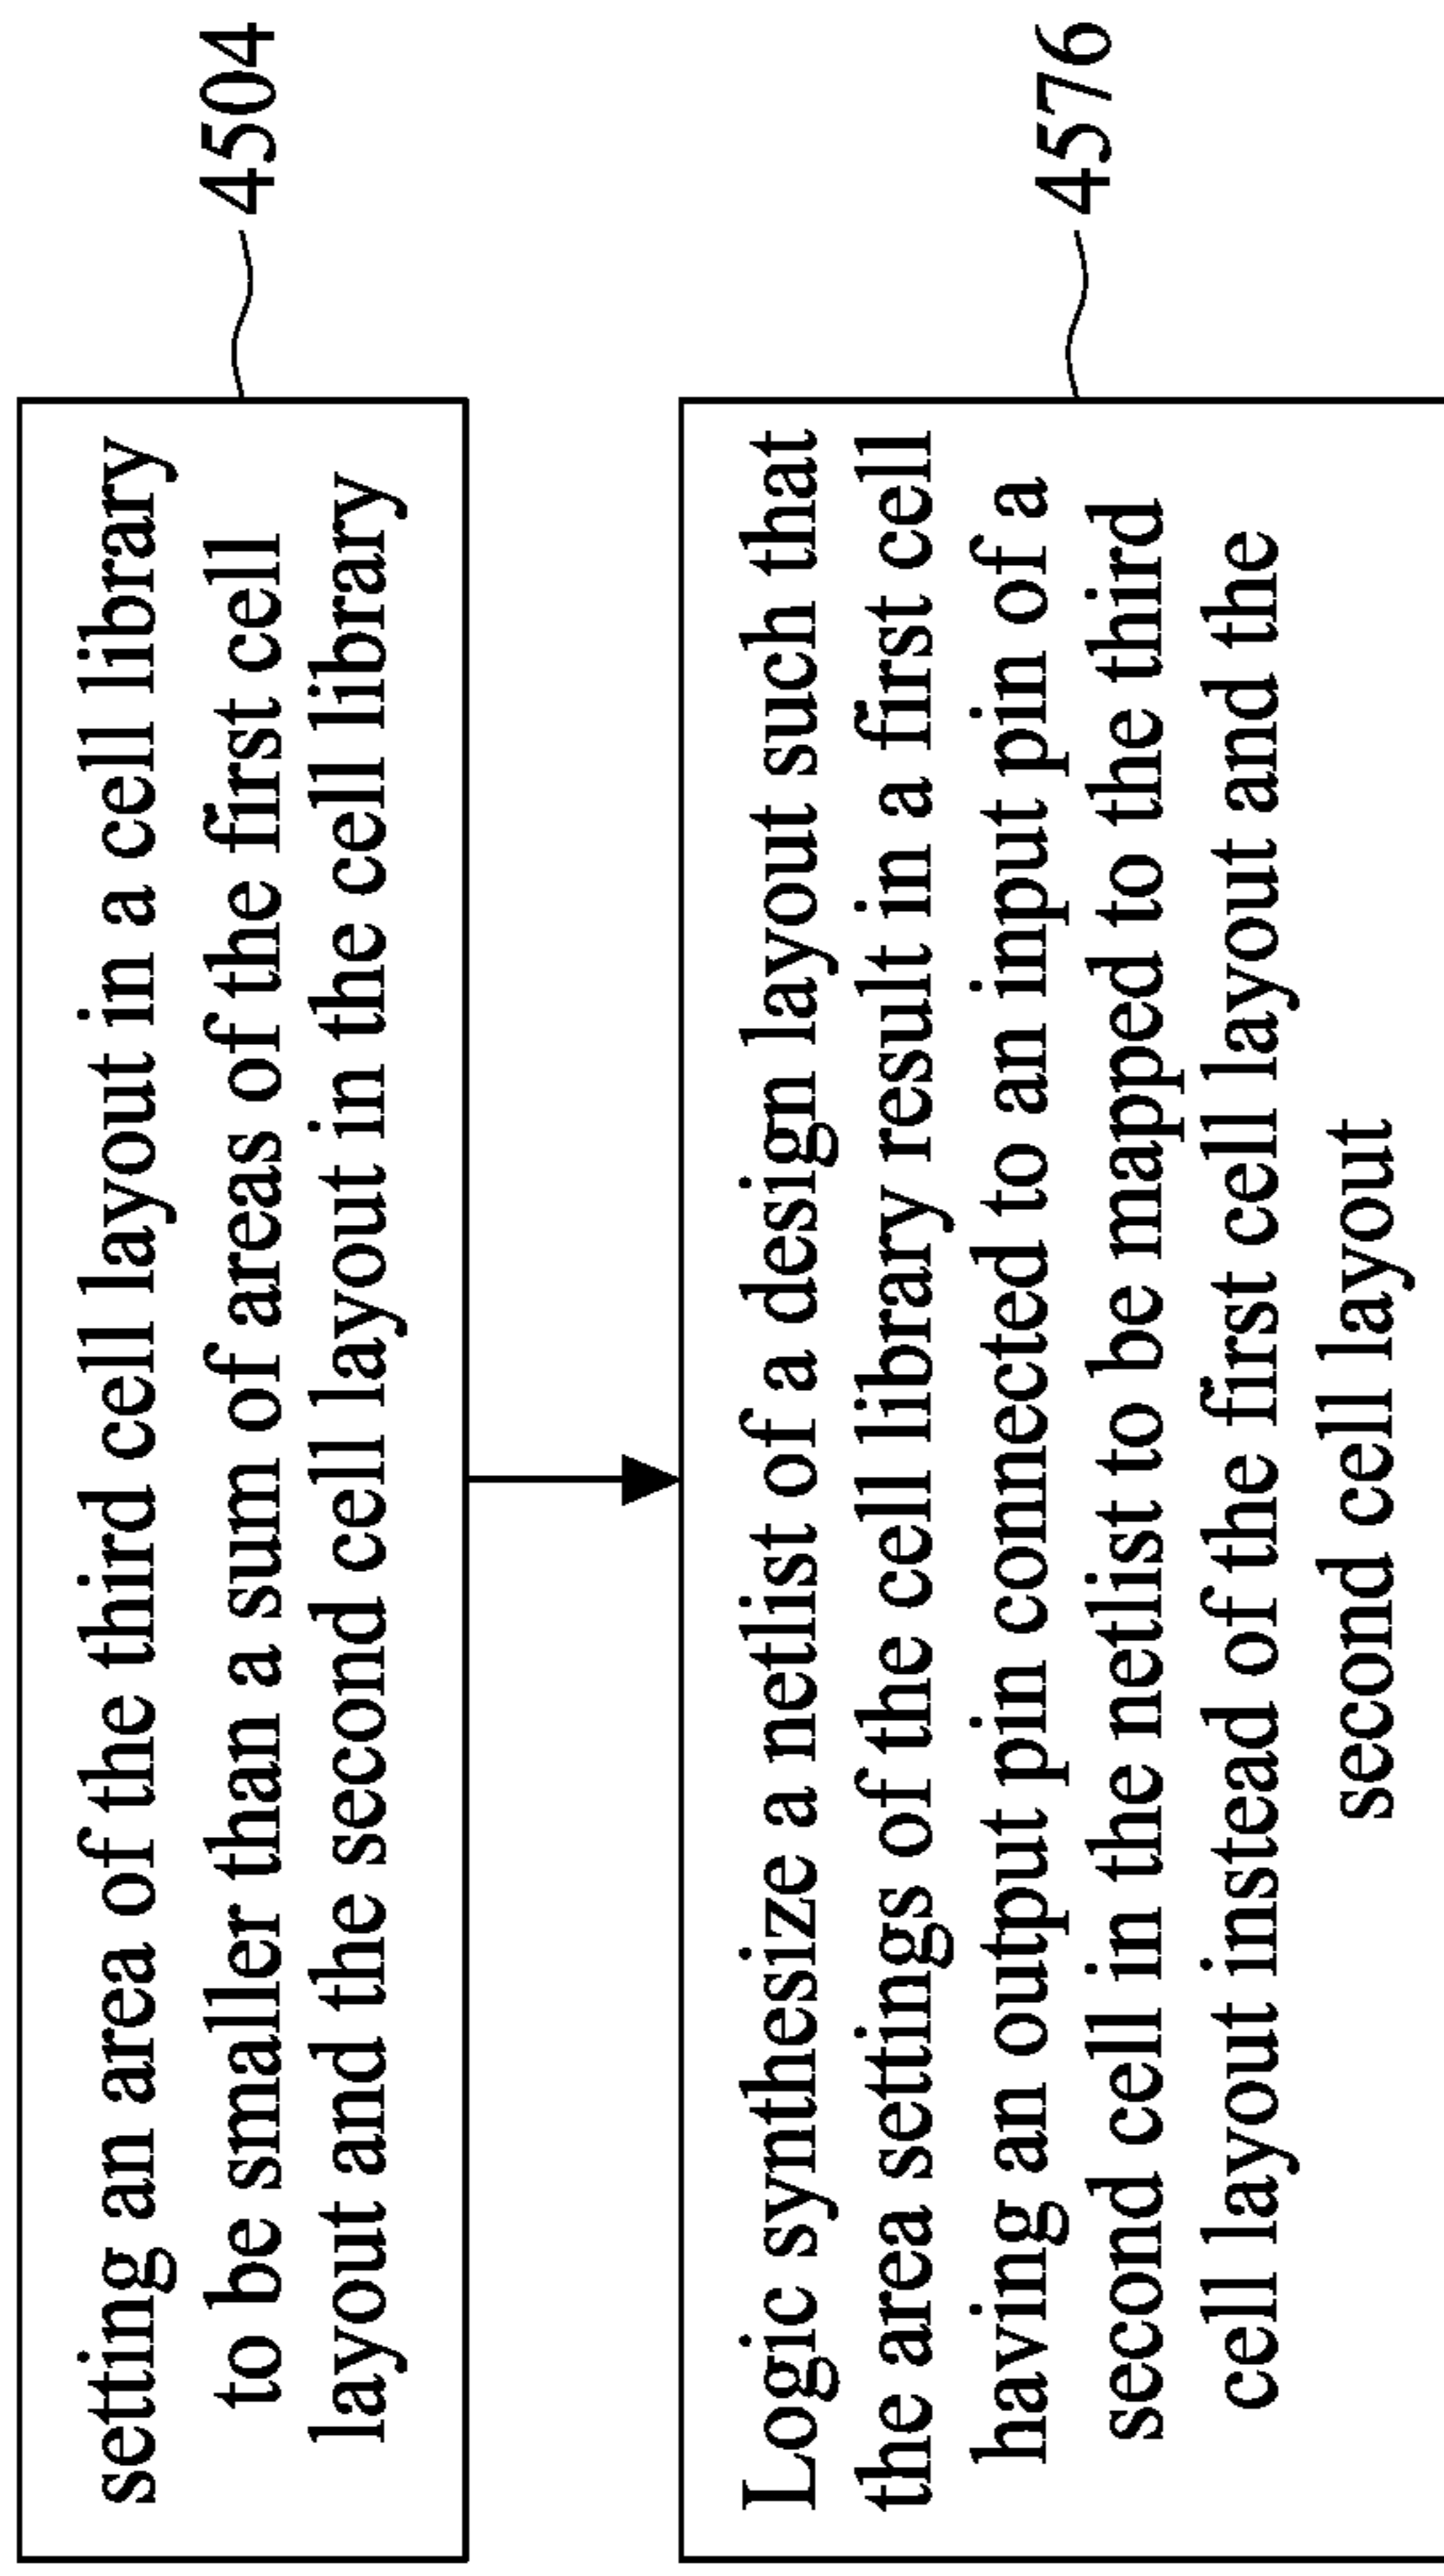 setting an area of the third cell layout in a cell library
to be smaller than a sum of areas of the first cell
layout and the second cell layout in the cell library
4504
Logic synthesize a netlist of a design layout such that
the area settings of the cell library result in a first cell
having an output pin connected to an input pin of a
second cell in the netlist to be mapped to the third
cell layout instead of the first cell layout and the
second cell layout
4576